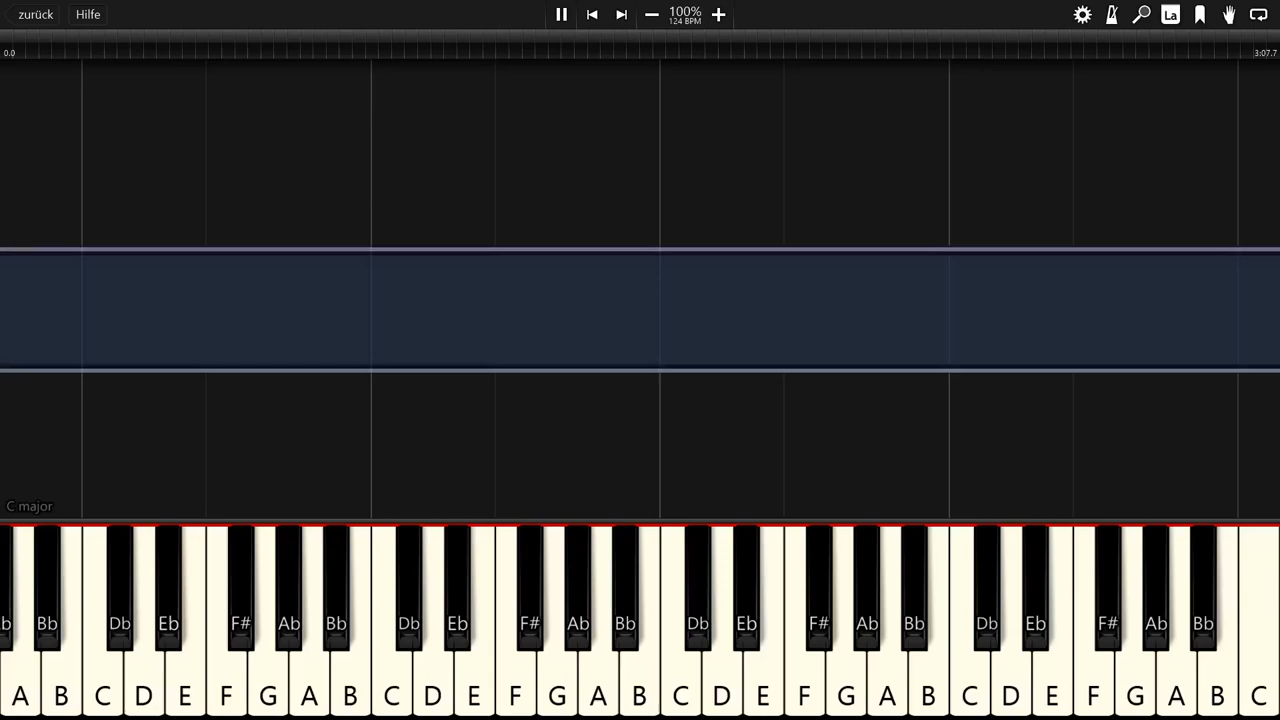 zurück Hilfe 100% La
124 BPM
0.0 3:07.7
C major
b Bb Db Eb F# Ab Bb Db Eb F# Ab Bb Db Eb F# Ab Bb Db Eb F# Ab Bb
A B C D E F G A B C D E F G A B C D E F G A B C D E F G A B C